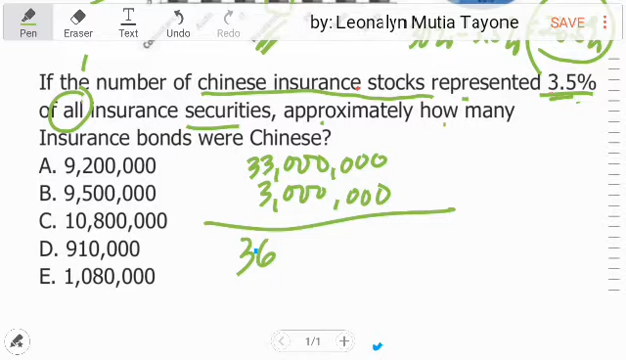 by: Leonalyn Mutia Tayone
SAVE
Pen
Eraser
Text
Undo
Redo
If the number of chinese insurance stocks represented 3.5%
of all insurance securities, approximately how many
Insurance bonds were Chinese?
A. 9,200,000
33,000,000
B. 9,500,000
3,000,000
C. 10,800,000
D. 910,000
36
E. 1,080,000
1/1